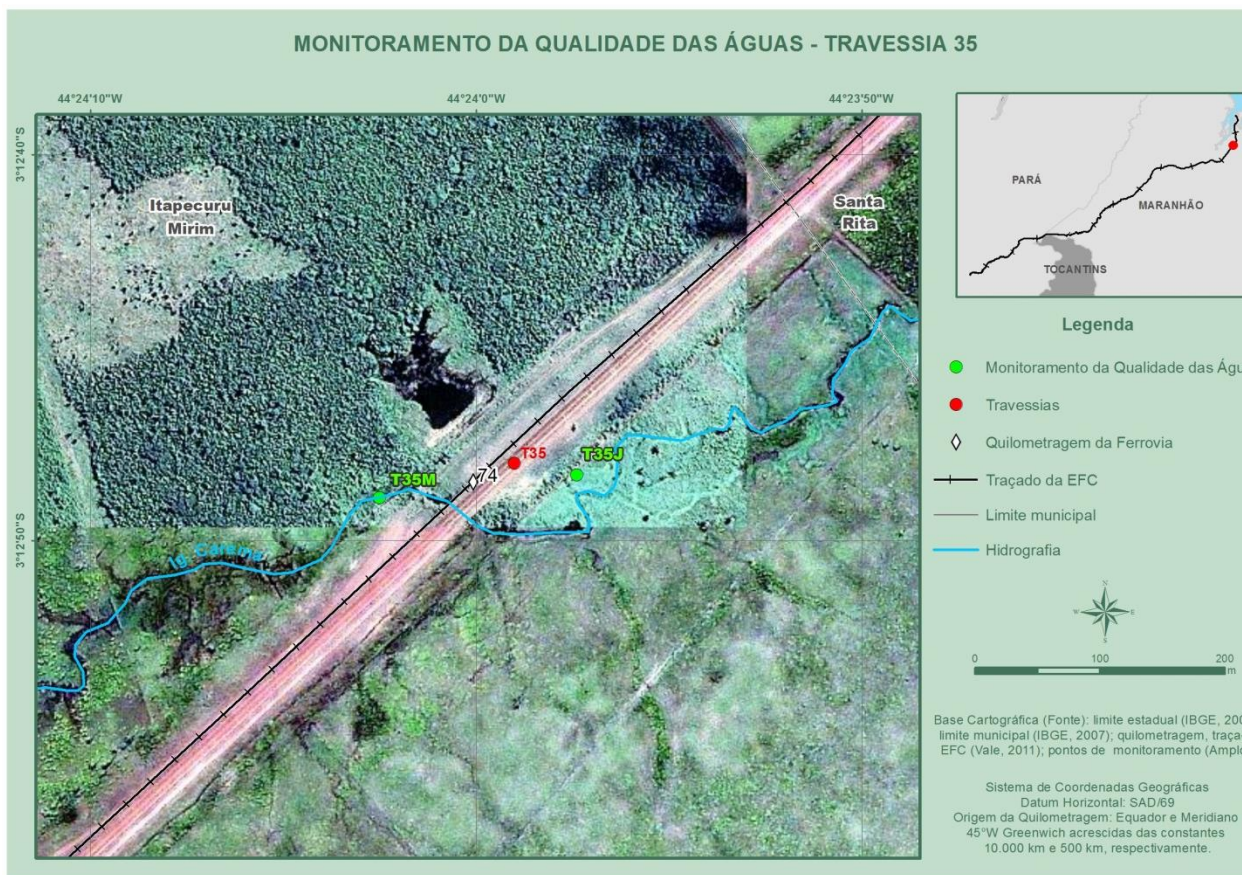 MONITORAMENTO DA QUALIDADE DAS ÁGUAS - TRAVESSIA 35
44°24'10"W
44°24'0"W
44°23'50"W
3°12'40"S
3°12'50"S
Itapecuru
Mirim
Santa
Rita
T35M
74
T35
T35J
Ig. Carema
PARÁ
MARANHÃO
TOCANTINS
Legenda
Monitoramento da Qualidade das Águ
Travessias
Quilometragem da Ferrovia
Traçado da EFC
Limite municipal
Hidrografia
N
W
E
S
0
100
200
m
Base Cartográfica (Fonte): limite estadual (IBGE, 200
limite municipal (IBGE, 2007); quilometragem, traça
EFC (Vale, 2011); pontos de monitoramento (Ampl
Sistema de Coordenadas Geográficas
Datum Horizontal: SAD/69
Origem da Quilometragem: Equador e Meridiano
45°W Greenwich acrescidas das constantes
10.000 km e 500 km, respectivamente.